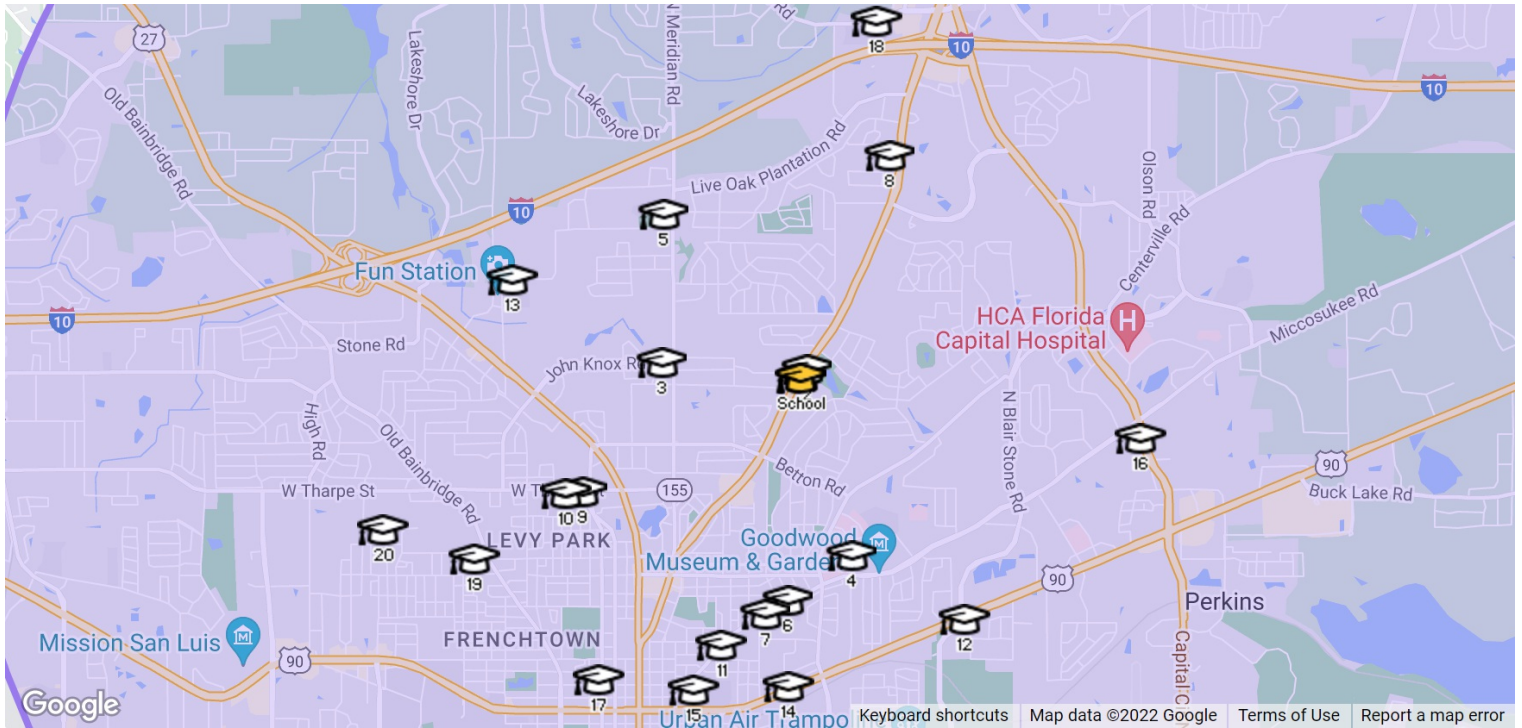 27
Lakeshore Dr
N Meridian Rd
18
10
10
Old Bainbridge Rd
Lakeshore Dr
Live Oak Plantation Rd
8
Olson Rd
Centerville Rd
10
5
Fun Station
13
10
HCA Florida
Capital Hospital
H
Miccosukee Rd
Stone Rd
John Knox
3
School
High Rd
Old Bainbridge Rd
N Blair Stone Rd
16
Betton Rd
90
W Tharpe St
W
155
Buck Lake Rd
10
9
20
LEVY PARK
Goodwood
Museum &
19
4
90
7
6
Perkins
Mission San Luis
FRENCHTOWN
12
90
11
Capital
17
15
14
Urban Air Trampo
Google
Keyboard shortcuts
Map data ©2022 Google
Terms of Use
Report a map error